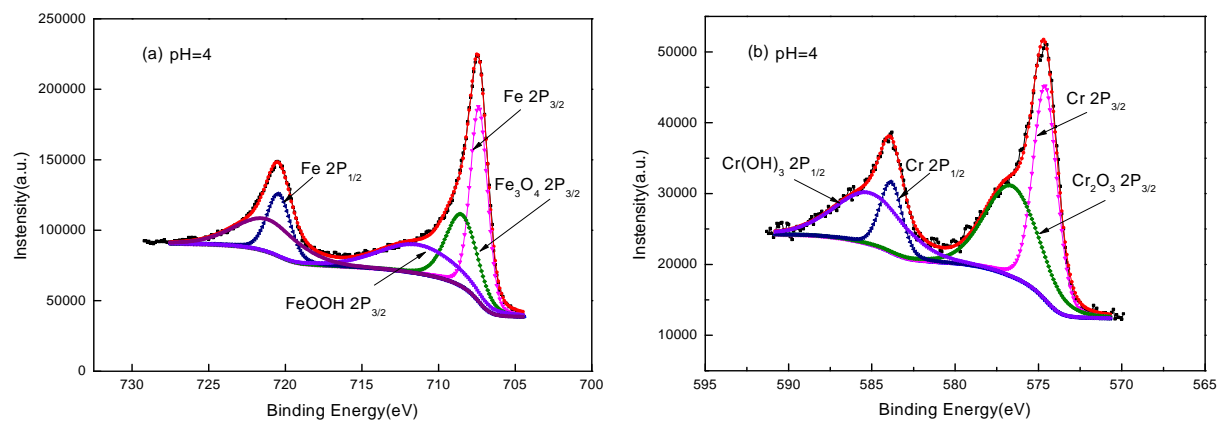 (a) pH=4
Fe 2P3/2
Fe 2P1/2
Fe3O4 2P3/2
FeOOH 2P3/2
250000
200000
150000
100000
50000
0
730 725 720 715 710 705 700
Binding Energy(eV)
Instensity(a.u.)
(b) pH=4
Cr 2P3/2
Cr(OH)3 2P1/2
Cr 2P1/2
Cr2O3 2P3/2
50000
40000
30000
20000
10000
595 590 585 580 575 570 565
Binding Energy(eV)
Instensity(a.u.)